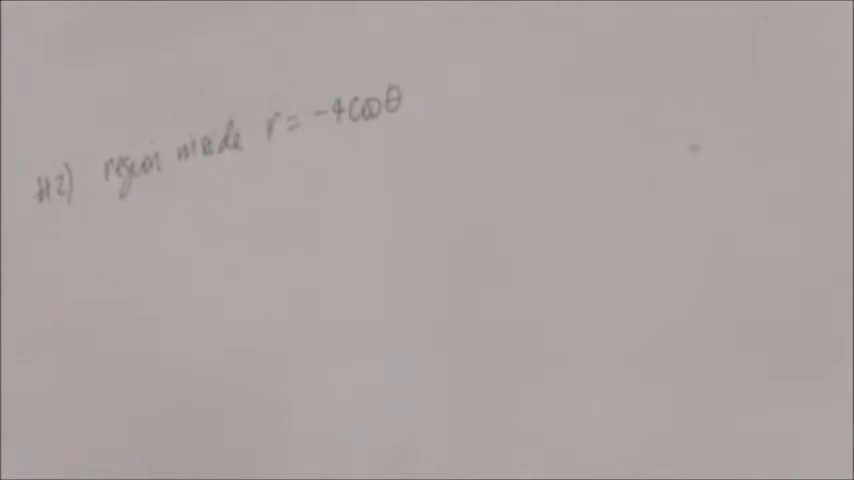 #2) region inside r = -4cosθ